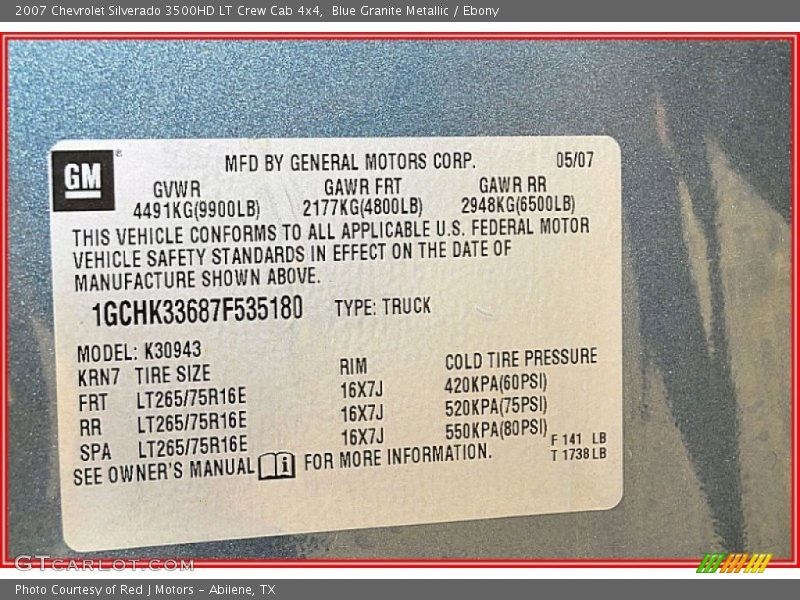 2007 Chevrolet Silverado 3500HD LT Crew Cab 4x4, Blue Granite Metallic / Ebony
GM®
MFD BY GENERAL MOTORS CORP. 05/07
GVWR GAWR FRT GAWR RR
4491KG(9900LB) 2177KG(4800LB) 2948KG(6500LB)
THIS VEHICLE CONFORMS TO ALL APPLICABLE U.S. FEDERAL MOTOR
VEHICLE SAFETY STANDARDS IN EFFECT ON THE DATE OF
MANUFACTURE SHOWN ABOVE.
1GCHK33687F535180 TYPE: TRUCK
MODEL: K30943
KRN7 TIRE SIZE RIM COLD TIRE PRESSURE
FRT LT265/75R16E 16X7J 420KPA(60PSI)
RR LT265/75R16E 16X7J 520KPA(75PSI)
SPA LT265/75R16E 16X7J 550KPA(80PSI)
SEE OWNER'S MANUAL i FOR MORE INFORMATION.
F 141 LB
T 1738 LB
GTcarlot.com
Photo Courtesy of Red J Motors – Abilene, TX